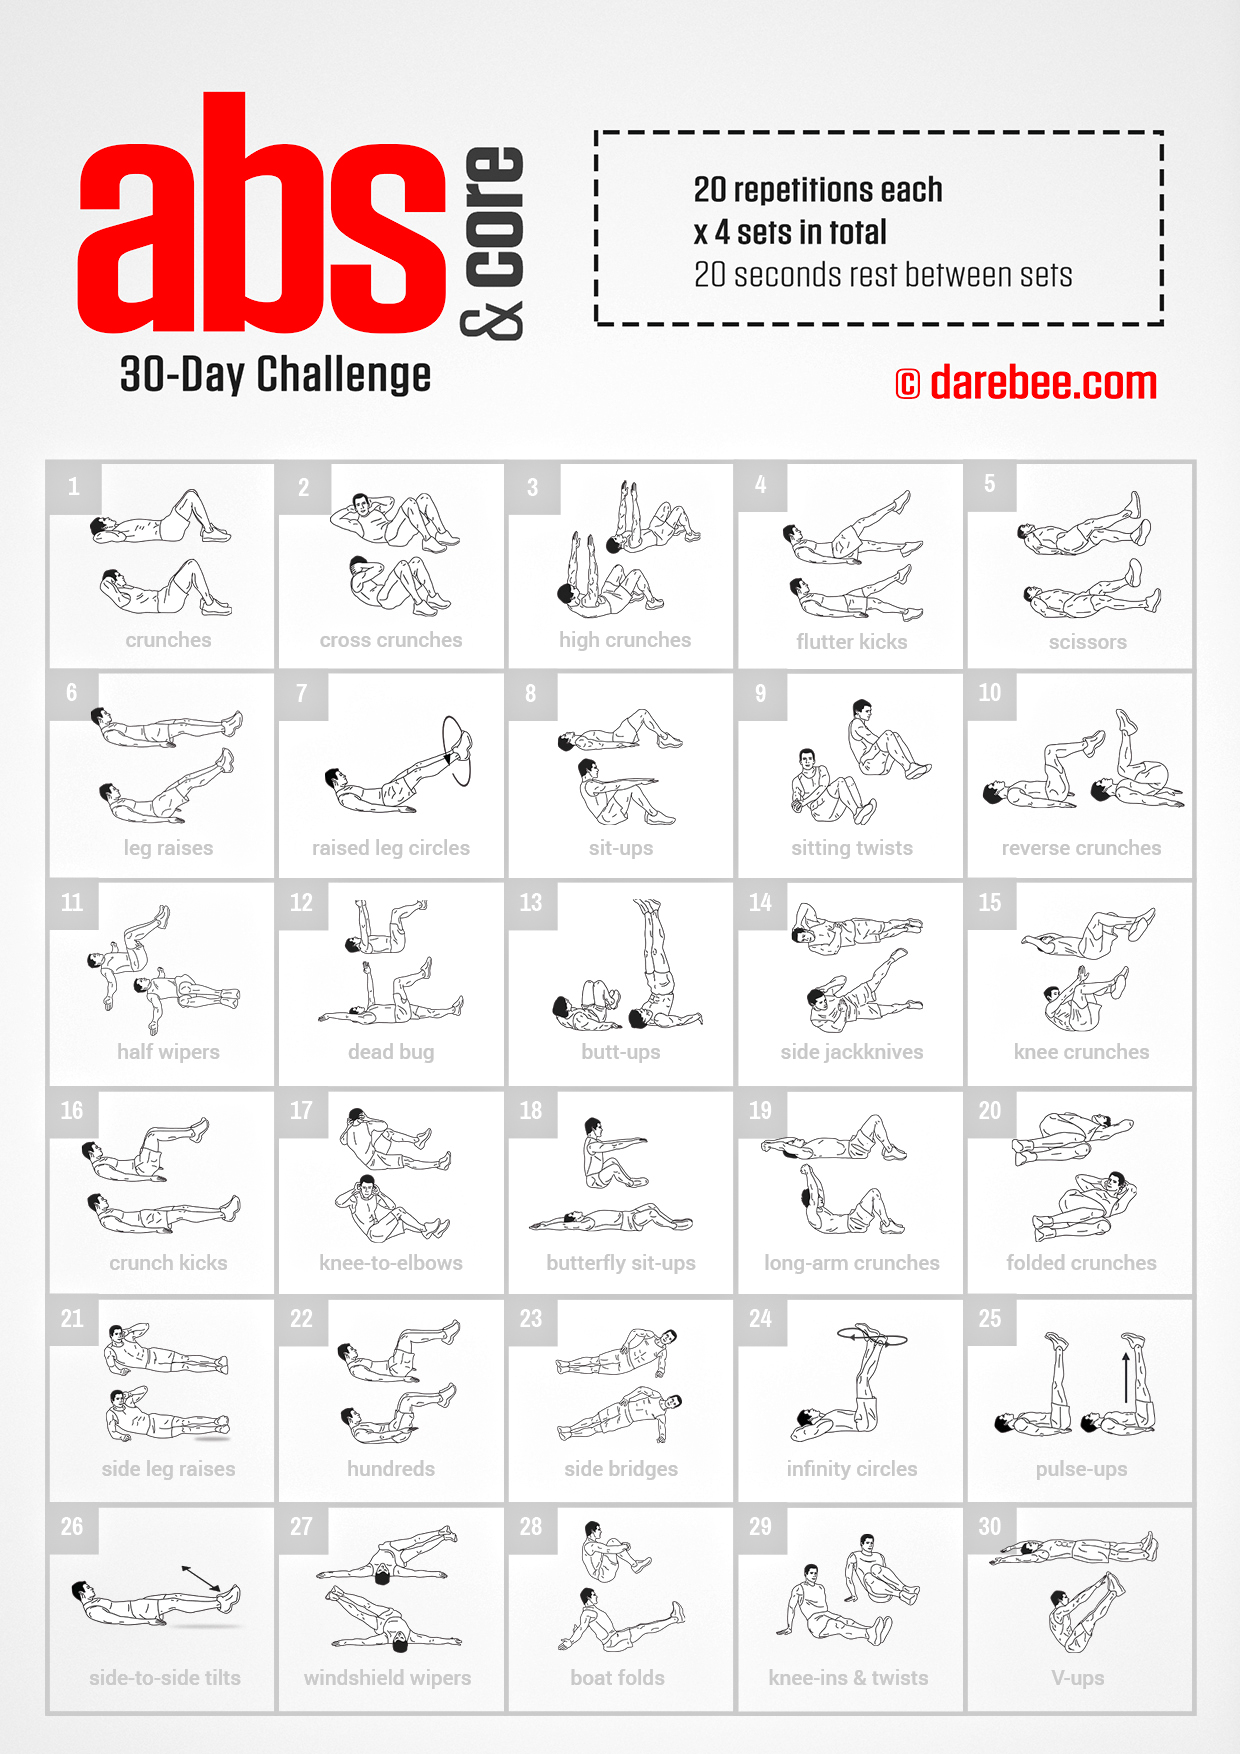 abs
& core
30-Day Challenge
20 repetitions each
x 4 sets in total
20 seconds rest between sets
© darebee.com
1
crunches
2
cross crunches
3
high crunches
4
flutter kicks
5
scissors
6
leg raises
7
raised leg circles
8
sit-ups
9
sitting twists
10
reverse crunches
11
half wipers
12
dead bug
13
butt-ups
14
side jackknives
15
knee crunches
16
crunch kicks
17
knee-to-elbows
18
butterfly sit-ups
19
long-arm crunches
20
folded crunches
21
side leg raises
22
hundreds
23
side bridges
24
infinity circles
25
pulse-ups
26
side-to-side tilts
27
windshield wipers
28
boat folds
29
knee-ins & twists
30
V-ups